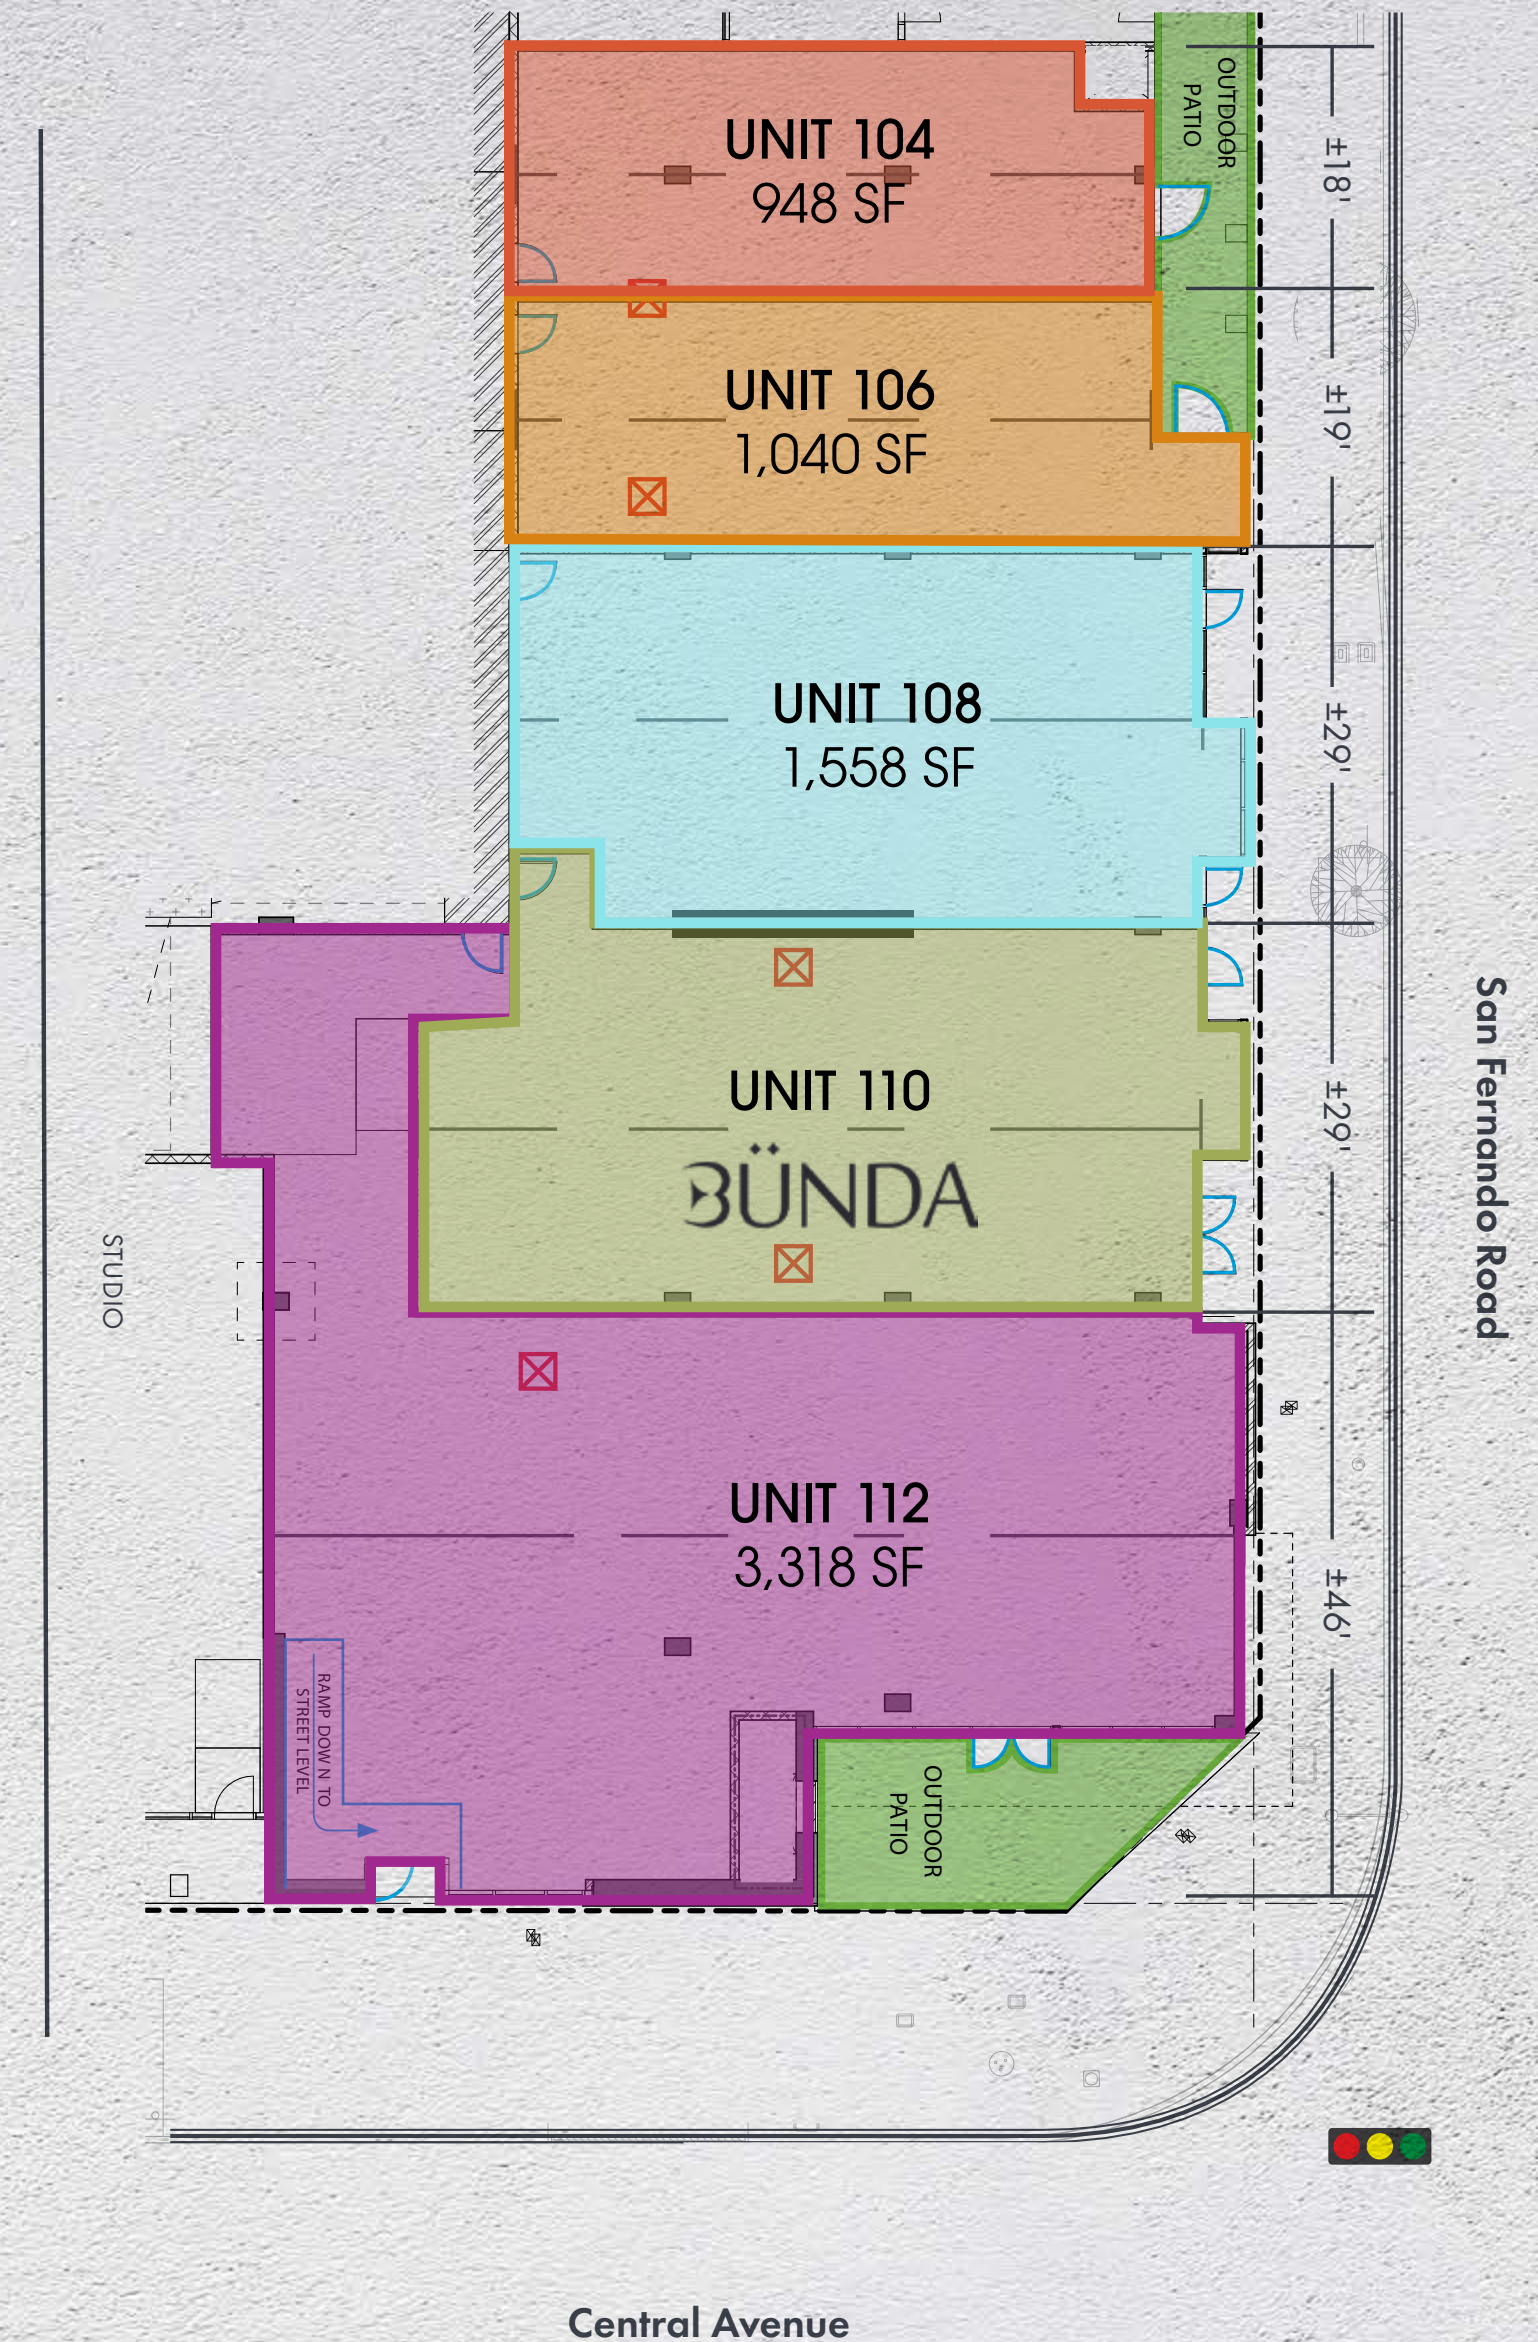 OUTDOOR
PATIO
UNIT 104
948 SF
±18'
UNIT 106
1,040 SF
±19'
UNIT 108
1,558 SF
±29'
San Fernando Road
UNIT 110
BÜNDA
±29'
STUDIO
UNIT 112
3,318 SF
±46'
RAMP DOWN TO
STREET LEVEL
OUTDOOR
PATIO
Central Avenue